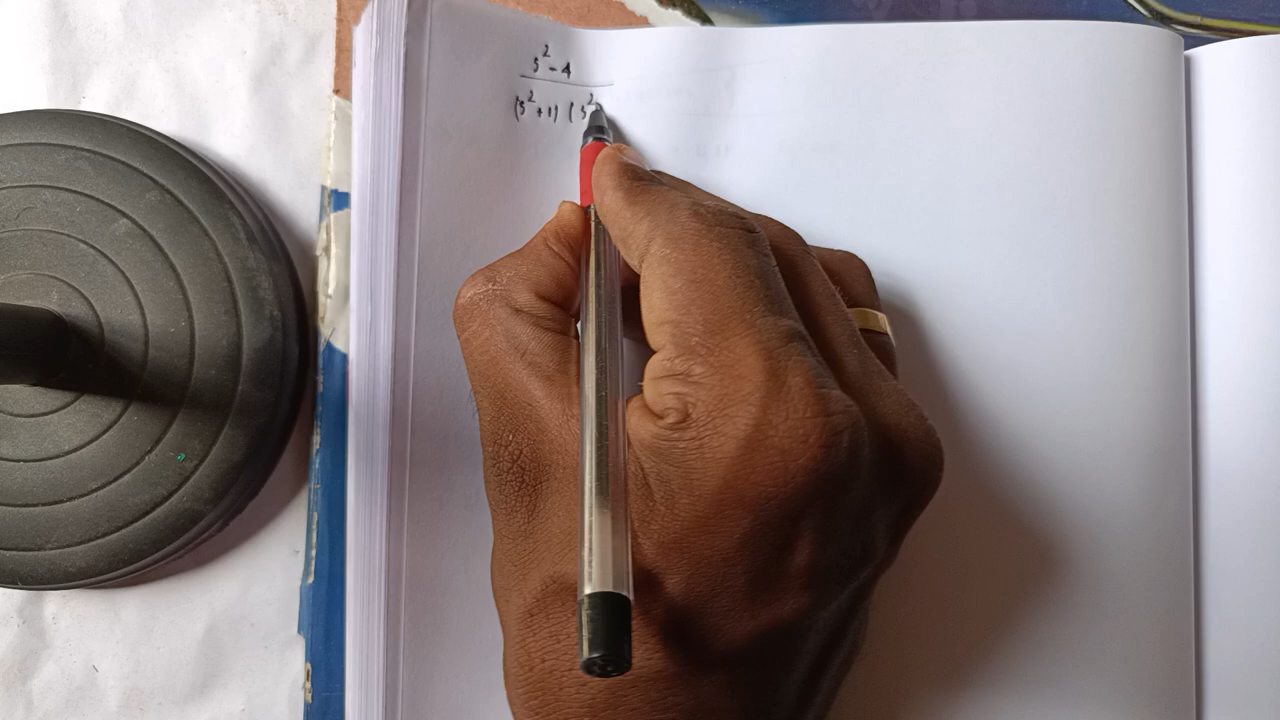 s² - 4
(s² + 1) (s²